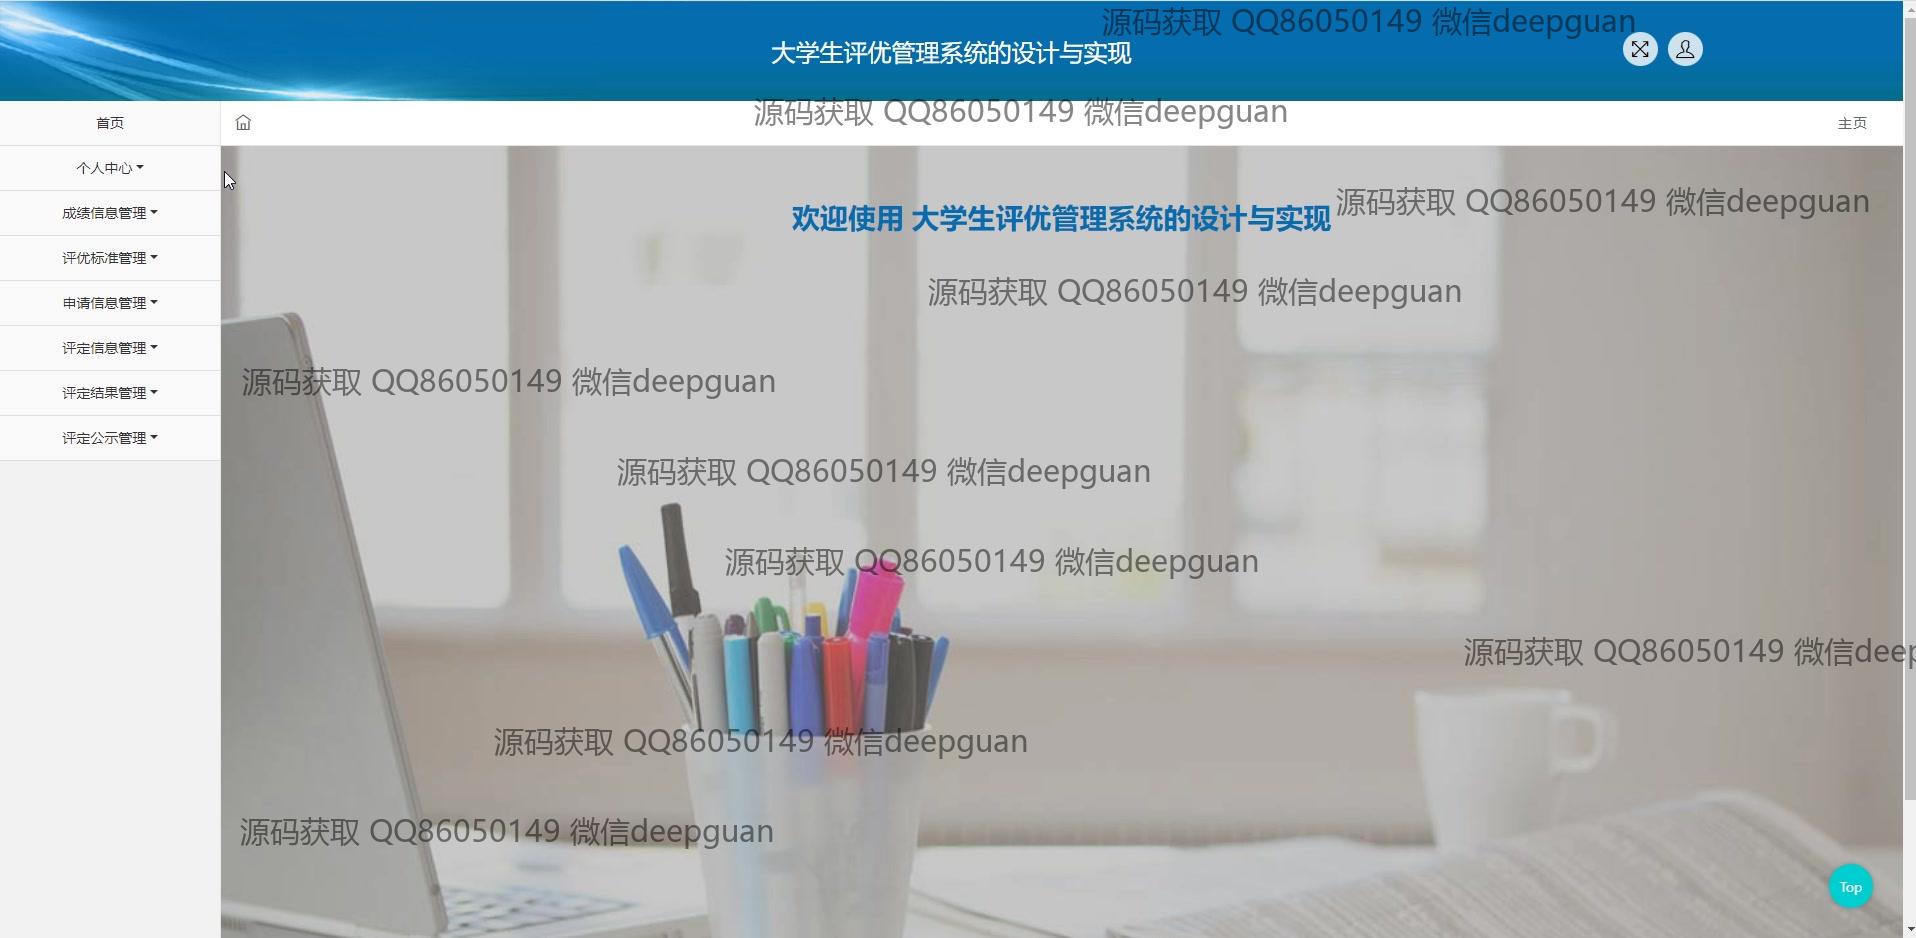 源码获取 QQ86050149 微信deepguan
大学生评优管理系统的设计与实现
源码获取 QQ86050149 微信deepguan
首页
主页
个人中心
源码获取 QQ86050149 微信deepguan
欢迎使用 大学生评优管理系统的设计与实现
成绩信息管理
评优标准管理
源码获取 QQ86050149 微信deepguan
申请信息管理
评定信息管理
源码获取 QQ86050149 微信deepguan
评定结果管理
评定公示管理
源码获取 QQ86050149 微信deepguan
源码获取 QQ86050149 微信deepguan
源码获取 QQ86050149 微信deep
源码获取 QQ86050149 微信deepguan
源码获取 QQ86050149 微信deepguan
Top